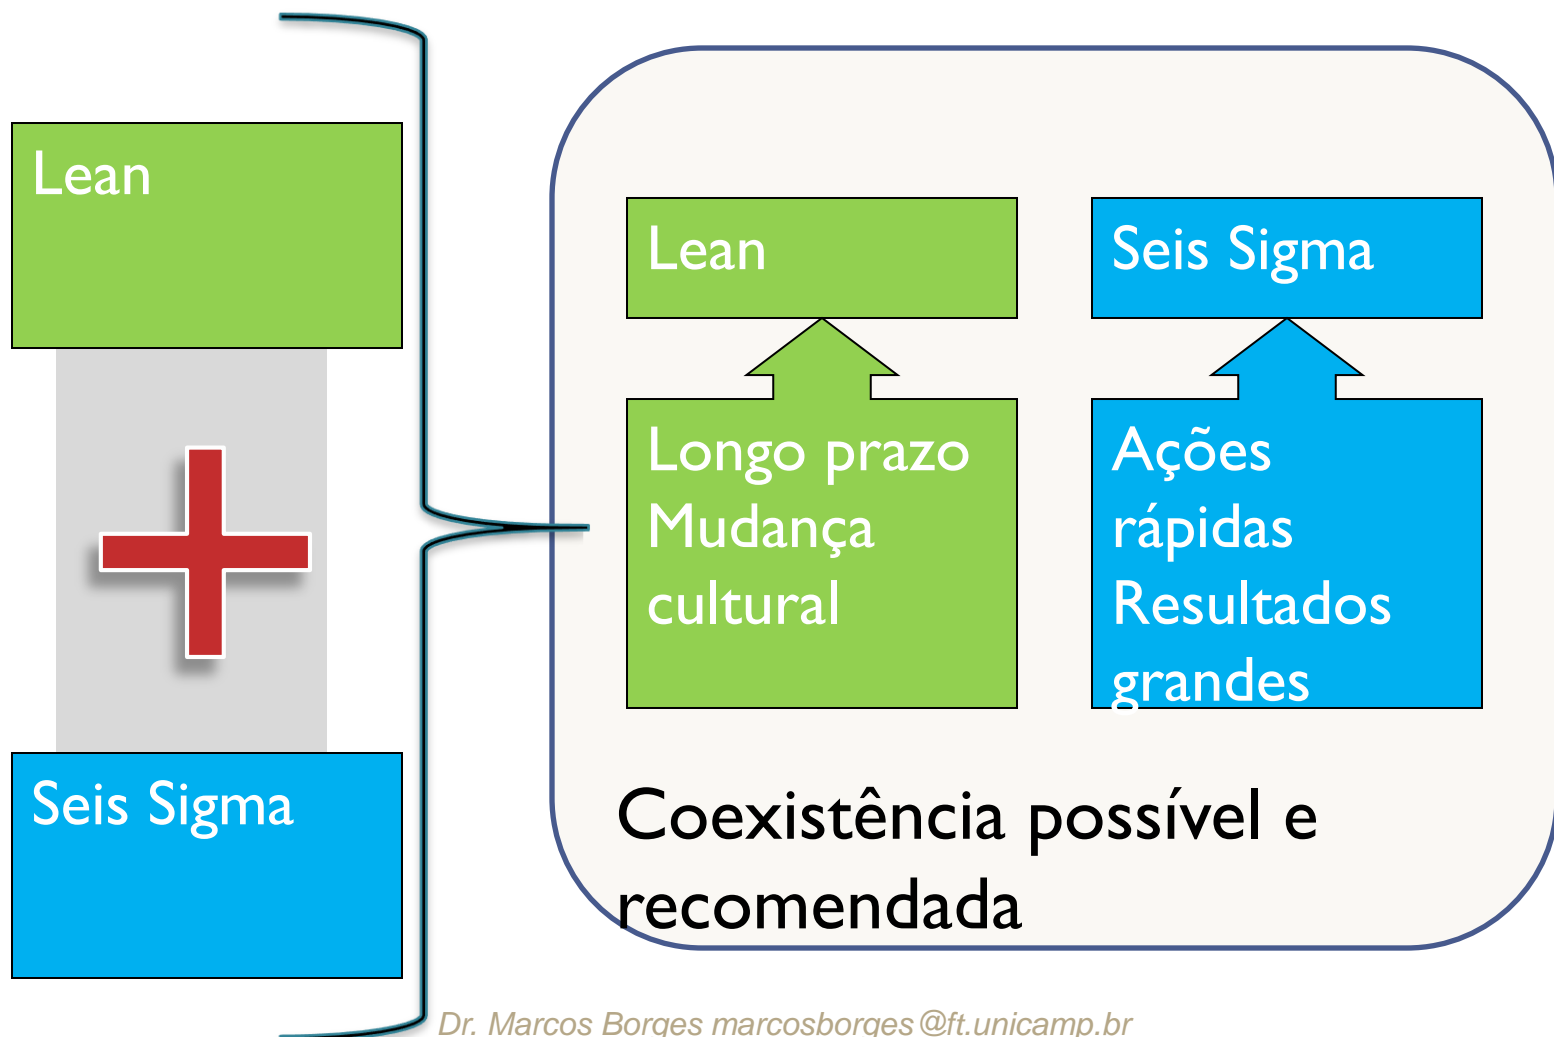 Lean
Seis Sigma
Lean
Longo prazo
Mudança
cultural
Seis Sigma
Ações
rápidas
Resultados
grandes
Coexistência possível e
recomendada
Dr. Marcos Borges marcosborges@ft.unicamp.br